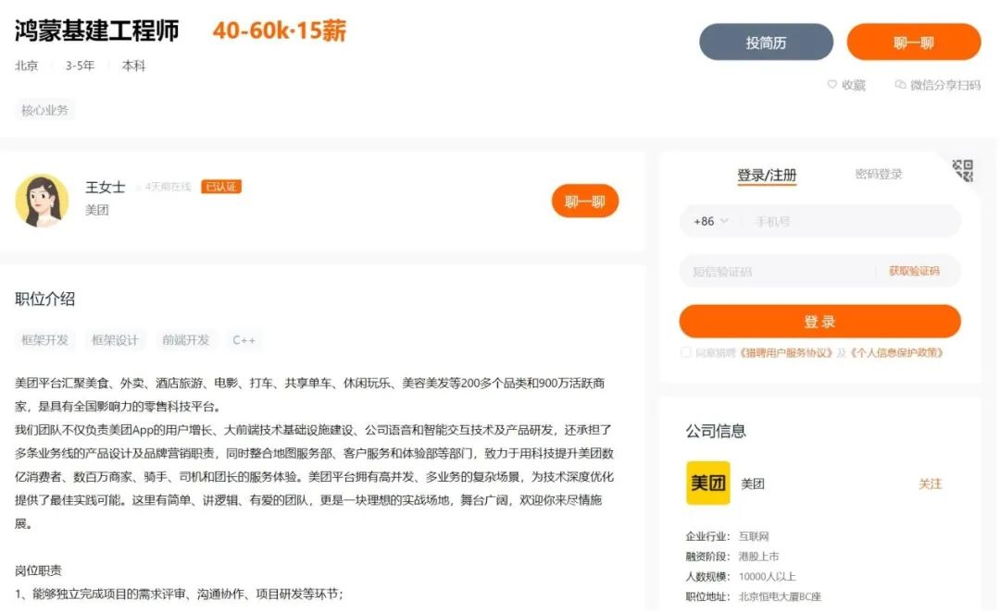 鸿蒙基建工程师 40-60k·15薪
北京 3-5年 本科
核心业务
投简历 聊一聊
收藏 微信分享扫码
王女士 4天前在线 已认证
美团
聊一聊
职位介绍
框架开发 框架设计 前端开发 C++
美团平台汇聚美食、外卖、酒店旅游、电影、打车、共享单车、休闲玩乐、美容美发等200多个品类和900万活跃商
家，是具有全国影响力的零售科技平台。
我们团队不仅负责美团App的用户增长、大前端技术基础设施建设、公司语音和智能交互技术及产品研发，还承担了
多条业务线的产品设计及品牌营销职责，同时整合地图服务部、客户服务和体验部等部门，致力于用科技提升美团数
亿消费者、数百万商家、骑手、司机和团长的服务体验。美团平台拥有高并发、多业务的复杂场景，为技术深度优化
提供了最佳实践可能。这里有简单、讲逻辑、有爱的团队，更是一块理想的实战场地，舞台广阔，欢迎你来尽情施
展。
岗位职责
1、能够独立完成项目的需求评审、沟通协作、项目研发等环节；
登录/注册 密码登录
+86 手机号
短信验证码 获取验证码
登 录
同意猎聘《猎聘用户服务协议》及《个人信息保护政策》
公司信息
美团 美团 关注
企业行业： 互联网
融资阶段： 港股上市
人数规模： 10000人以上
职位地址： 北京恒电大厦BC座